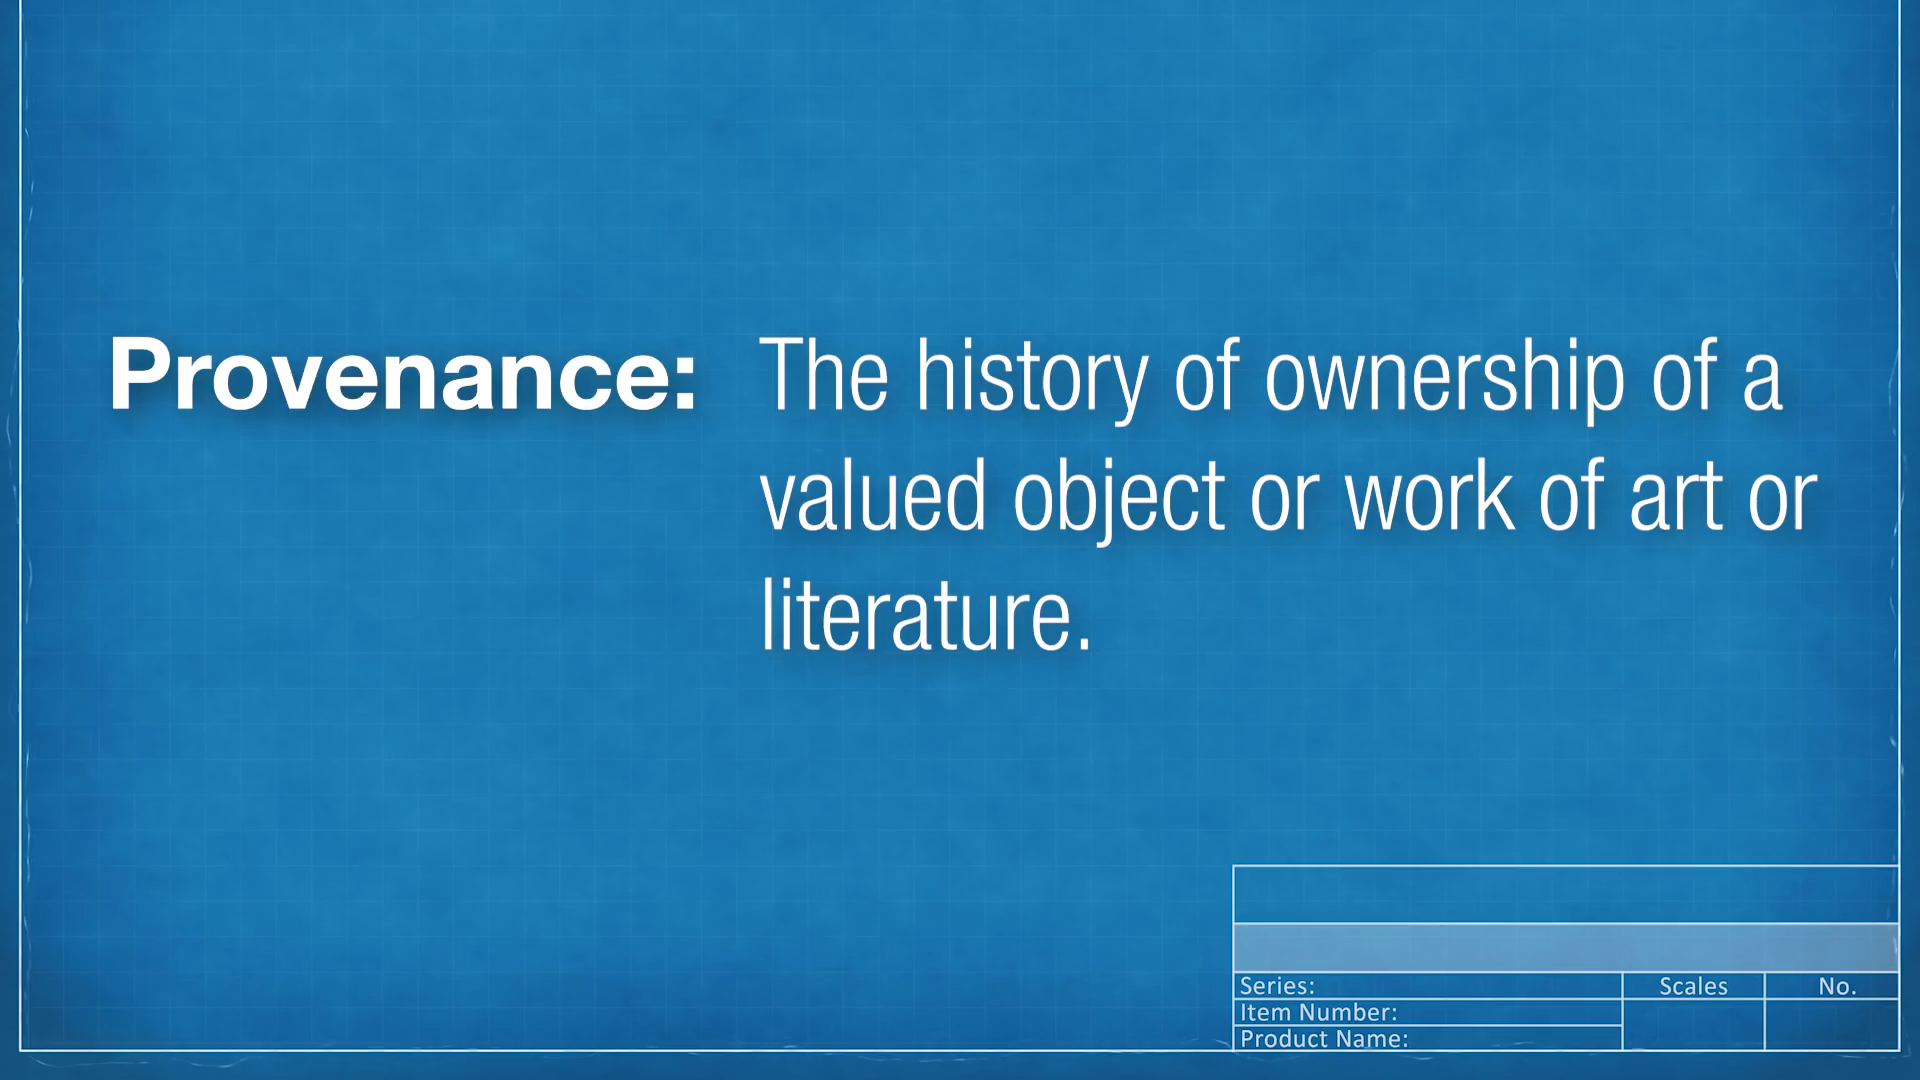 Provenance: The history of ownership of a
valued object or work of art or
literature.
Series:
Scales
No.
Item Number:
Product Name: